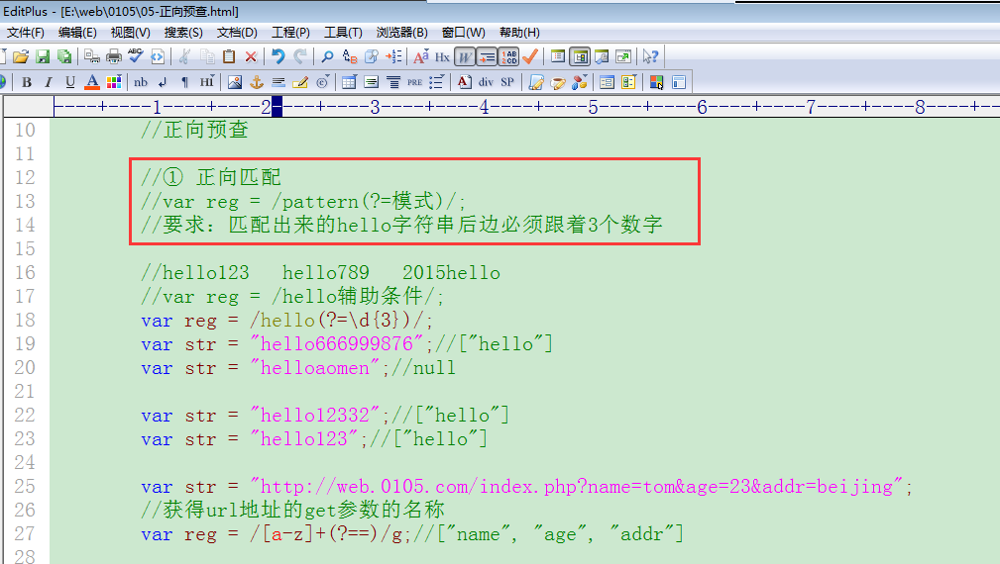 EditPlus - [E:\web\0105\05-正向预查.html]
文件(F) 编辑(E) 视图(V) 搜索(S) 文档(D) 工程(P) 工具(T) 浏览器(B) 窗口(W) 帮助(H)
Hx W
B I U A nb ¶ HI PRE A div SP
1 2 3 4 5 6 7 8
10 //正向预查
11
12 //① 正向匹配
13 //var reg = /pattern(?=模式)/;
14 //要求：匹配出来的hello字符串后边必须跟着3个数字
15
16 //hello123 hello789 2015hello
17 //var reg = /hello辅助条件/;
18 var reg = /hello(?=\d{3})/;
19 var str = "hello666999876";//["hello"]
20 var str = "helloaomen";//null
21
22 var str = "hello12332";//["hello"]
23 var str = "hello123";//["hello"]
24
25 var str = "http://web.0105.com/index.php?name=tom&age=23&addr=beijing";
26 //获得url地址的get参数的名称
27 var reg = /[a-z]+(?==)/g;//["name", "age", "addr"]
28